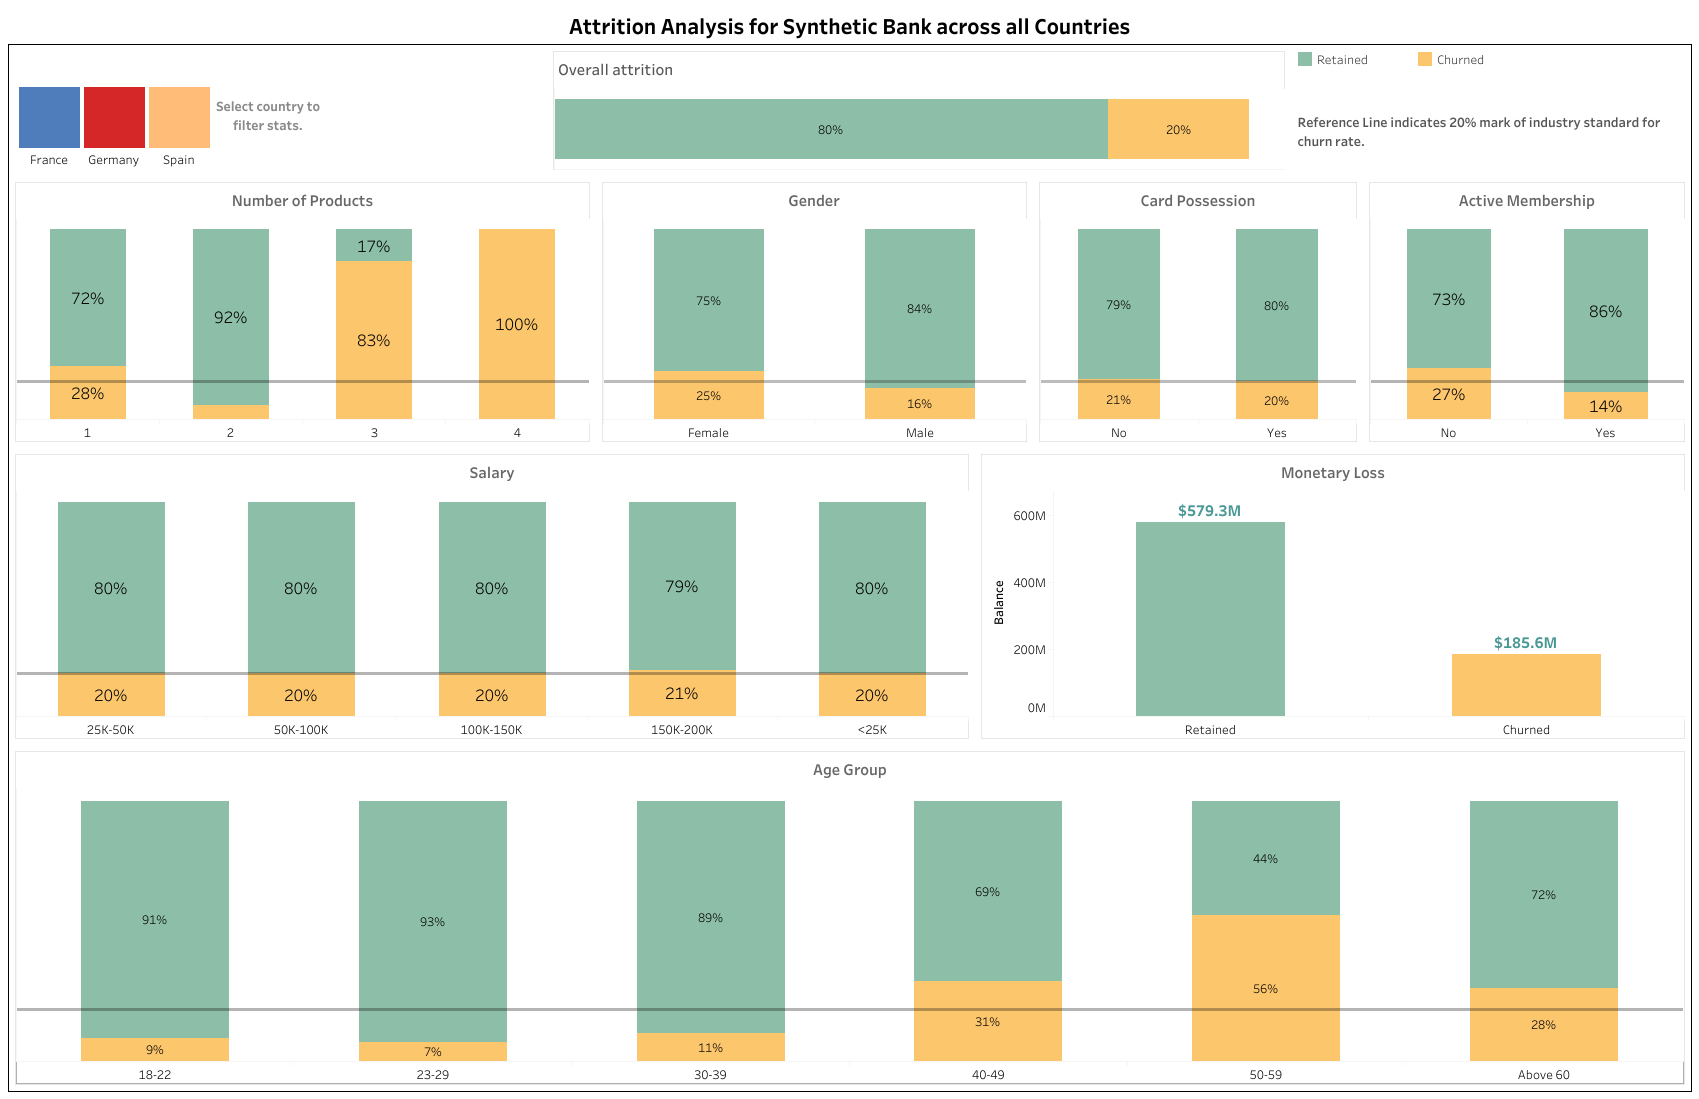 Attrition Analysis for Synthetic Bank across all Countries
Overall attrition
80%
20%
Retained
Churned
Select country to
filter stats.
France
Germany
Spain
Reference Line indicates 20% mark of industry standard for
churn rate.
Number of Products
72%
92%
17%
83%
100%
28%
1
2
3
4
Gender
75%
84%
25%
16%
Female
Male
Card Possession
79%
80%
21%
20%
No
Yes
Active Membership
73%
86%
27%
14%
No
Yes
Salary
80%
80%
80%
79%
80%
20%
20%
20%
21%
20%
25K-50K
50K-100K
100K-150K
150K-200K
<25K
Monetary Loss
Balance
600M
400M
200M
0M
$579.3M
$185.6M
Retained
Churned
Age Group
91%
93%
89%
69%
44%
72%
9%
7%
11%
31%
56%
28%
18-22
23-29
30-39
40-49
50-59
Above 60